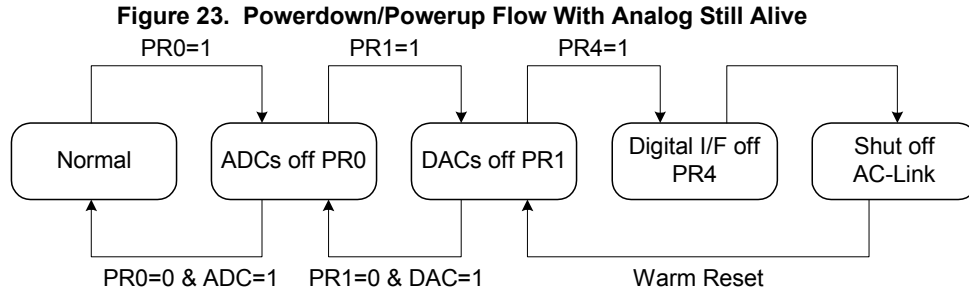 Figure 23. Powerdown/Powerup Flow With Analog Still Alive
PR0=1
PR1=1
PR4=1
Normal
ADCs off PR0
DACs off PR1
Digital I/F off
PR4
Shut off
AC-Link
PR0=0 & ADC=1
PR1=0 & DAC=1
Warm Reset